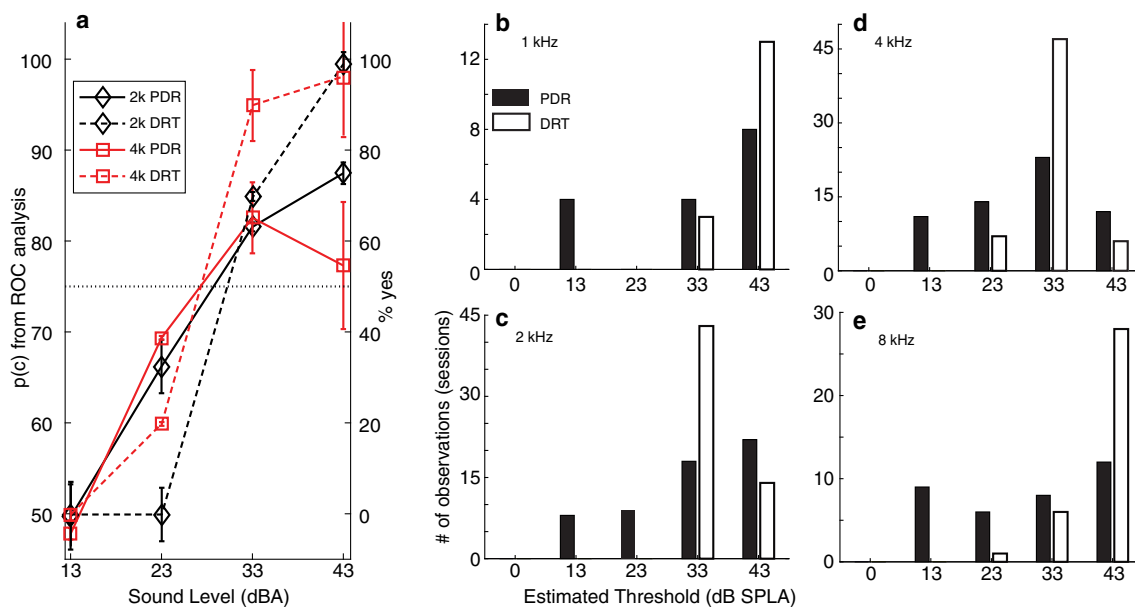 a
100
90
80
70
60
50
p(c) from ROC analysis
2k PDR
2k DRT
4k PDR
4k DRT
100
80
60
40
20
0
% yes
13 23 33 43
Sound Level (dBA)
b
1 kHz
PDR
DRT
12
8
4
0
0 13 23 33 43
c
2 kHz
45
30
15
0
0 13 23 33 43
# of observations (sessions)
Estimated Threshold (dB SPLA)
d
4 kHz
45
30
15
0
0 13 23 33 43
e
8 kHz
30
20
10
0
0 13 23 33 43